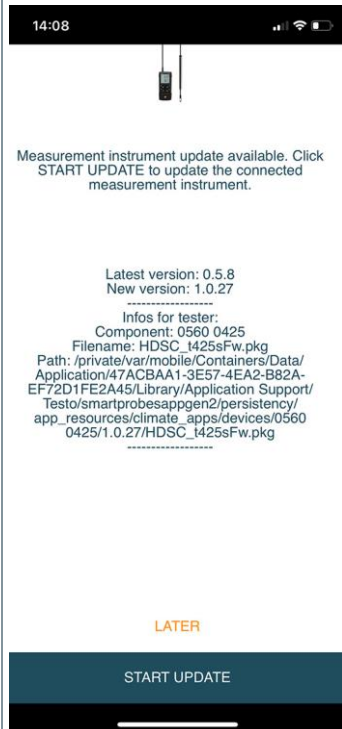 14:08
Measurement instrument update available. Click
START UPDATE to update the connected
measurement instrument.
Latest version: 0.5.8
New version: 1.0.27
------------------
Infos for tester:
Component: 0560 0425
Filename: HDSC_t425sFw.pkg
Path: /private/var/mobile/Containers/Data/
Application/47ACBAA1-3E57-4EA2-B82A-
EF72D1FE2A45/Library/Application Support/
Testo/smartprobesappgen2/persistency/
app_resources/climate_apps/devices/0560
0425/1.0.27/HDSC_t425sFw.pkg
------------------
LATER
START UPDATE